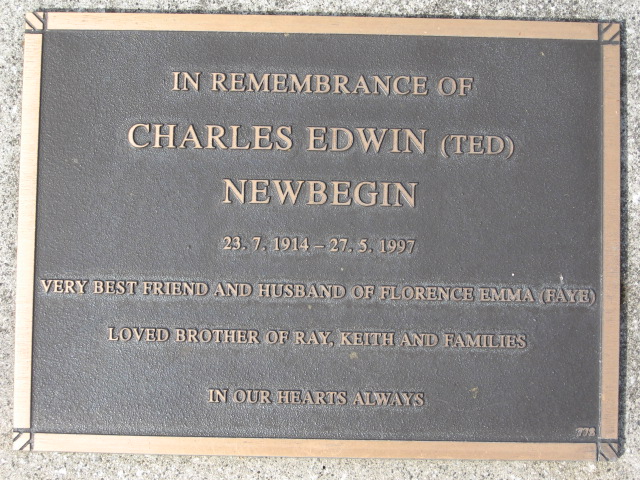 IN REMEMBRANCE OF
CHARLES EDWIN (TED)
NEWBEGIN
23. 7. 1914 – 27. 5. 1997
VERY BEST FRIEND AND HUSBAND OF FLORENCE EMMA (FAYE)
LOVED BROTHER OF RAY, KEITH AND FAMILIES
IN OUR HEARTS ALWAYS